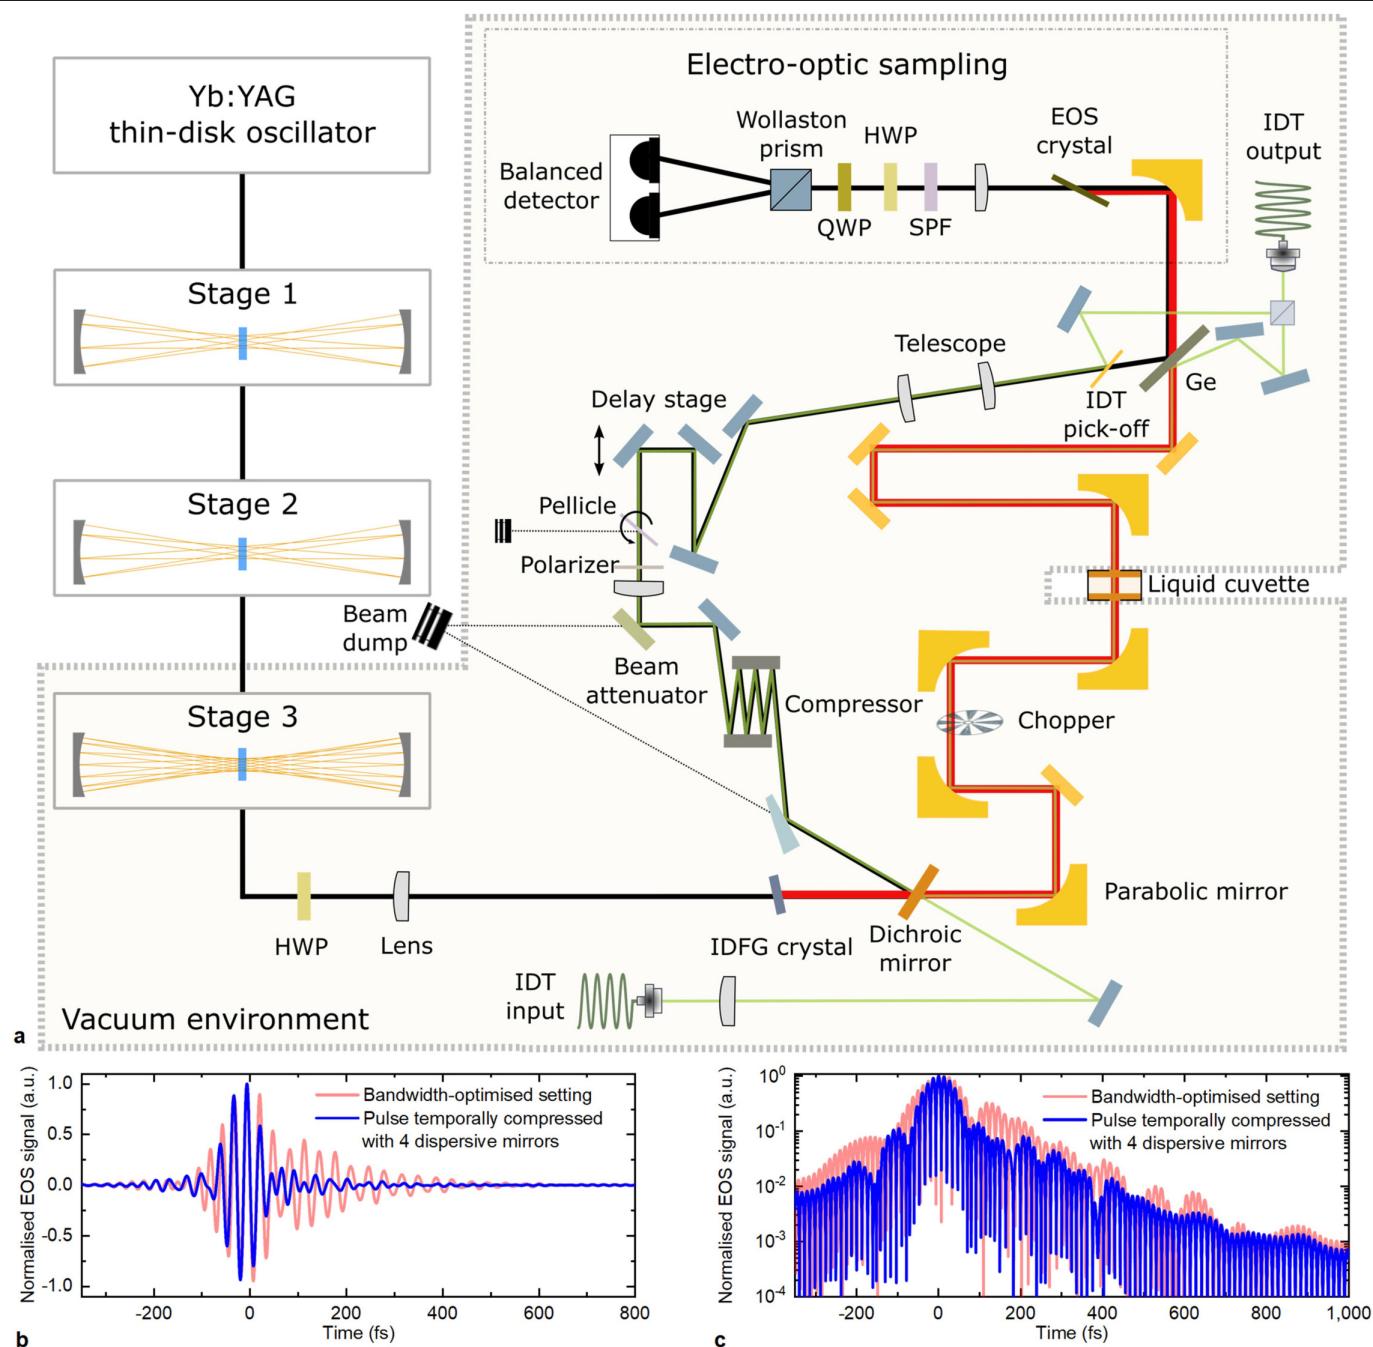 Yb:YAG
thin-disk oscillator
Stage 1
Stage 2
Stage 3
Electro-optic sampling
Balanced
detector
Wollaston
prism
QWP
HWP
SPF
EOS
crystal
IDT
output
Telescope
IDT
pick-off
Ge
Delay stage
Pellicle
Polarizer
Beam
dump
Beam
attenuator
Compressor
Liquid cuvette
Chopper
Parabolic mirror
HWP
Lens
IDFG crystal
Dichroic
mirror
IDT
input
Vacuum environment
a
Normalised EOS signal (a.u.)
1.0
0.5
0.0
-0.5
-1.0
Bandwidth-optimised setting
Pulse temporally compressed
with 4 dispersive mirrors
-200 0 200 400 600 800
Time (fs)
b
Normalised EOS signal (a.u.)
10⁰
10⁻¹
10⁻²
10⁻³
10⁻⁴
Bandwidth-optimised setting
Pulse temporally compressed
with 4 dispersive mirrors
-200 0 200 400 600 800 1,000
Time (fs)
c